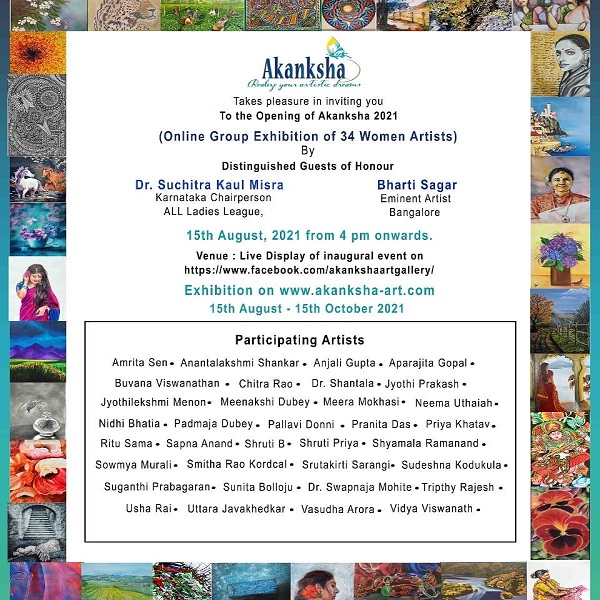 Akanksha
Realize your artistic dreams
Takes pleasure in inviting you
To the Opening of Akanksha 2021
(Online Group Exhibition of 34 Women Artists)
By
Distinguished Guests of Honour
Dr. Suchitra Kaul Misra
Karnataka Chairperson
ALL Ladies League,
Bharti Sagar
Eminent Artist
Bangalore
15th August, 2021 from 4 pm onwards.
Venue : Live Display of inaugural event on
https://www.facebook.com/akankshaartgallery/
Exhibition on www.akanksha-art.com
15th August - 15th October 2021
Participating Artists
Amrita Sen • Anantalakshmi Shankar • Anjali Gupta • Aparajita Gopal •
Buvana Viswanathan • Chitra Rao • Dr. Shantala • Jyothi Prakash •
Jyothilekshmi Menon • Meenakshi Dubey • Meera Mokhasi • Neema Uthaiah •
Nidhi Bhatia • Padmaja Dubey • Pallavi Donni • Pranita Das • Priya Khatav •
Ritu Sama • Sapna Anand • Shruti B • Shruti Priya • Shyamala Ramanand •
Sowmya Murali • Smitha Rao Kordcal • Srutakirti Sarangi • Sudeshna Kodukula •
Suganthi Prabagaran • Sunita Bolloju • Dr. Swapnaja Mohite • Tripthy Rajesh •
Usha Rai • Uttara Javakhedkar • Vasudha Arora • Vidya Viswanath •